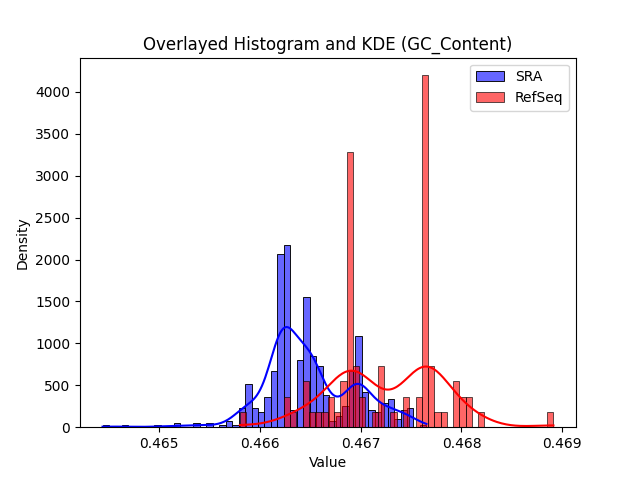 Overlayed Histogram and KDE (GC_Content)
SRA
RefSeq
4000
3500
3000
2500
2000
1500
1000
500
0
Density
0.465 0.466 0.467 0.468 0.469
Value